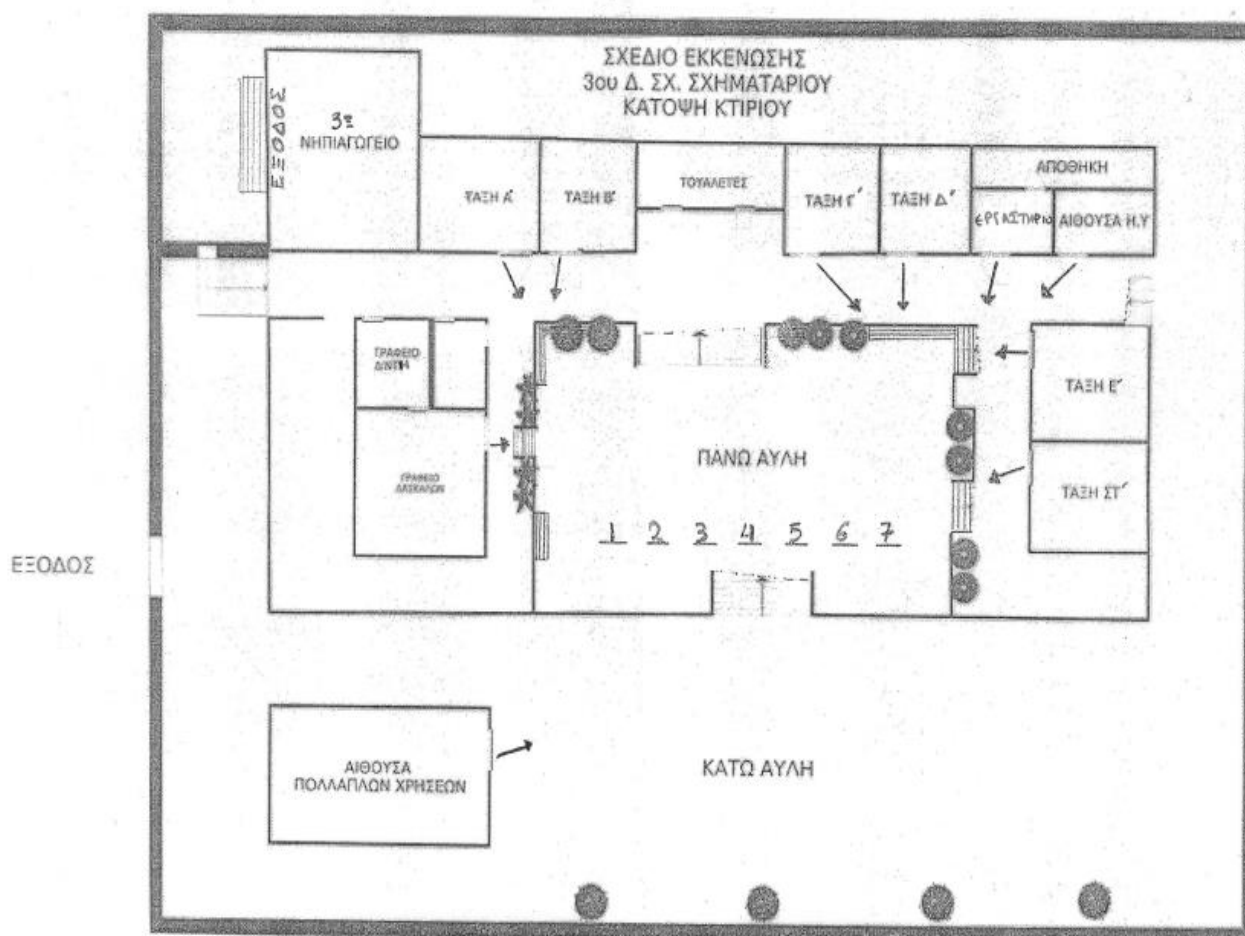 ΣΧΕΔΙΟ ΕΚΚΕΝΩΣΗΣ
3ου Δ. ΣΧ. ΣΧΗΜΑΤΑΡΙΟΥ
ΚΑΤΟΨΗ ΚΤΙΡΙΟΥ
ΕΞΟΔΟΣ
3ο
ΝΗΠΙΑΓΩΓΕΙΟ
ΤΑΞΗ Α΄
ΤΑΞΗ Β΄
ΤΟΥΑΛΕΤΕΣ
ΤΑΞΗ Γ΄
ΤΑΞΗ Δ΄
ΑΠΟΘΗΚΗ
ΕΡΓΑΣΤΗΡΙΟ
ΑΙΘΟΥΣΑ Η.Υ
ΓΡΑΦΕΙΟ
ΓΡΑΦΕΙΟ
ΔΑΣΚΑΛΩΝ
ΠΑΝΩ ΑΥΛΗ
ΤΑΞΗ Ε΄
ΤΑΞΗ ΣΤ΄
1 2 3 4 5 6 7
ΕΞΟΔΟΣ
ΑΙΘΟΥΣΑ
ΠΟΛΛΑΠΛΩΝ ΧΡΗΣΕΩΝ
ΚΑΤΩ ΑΥΛΗ